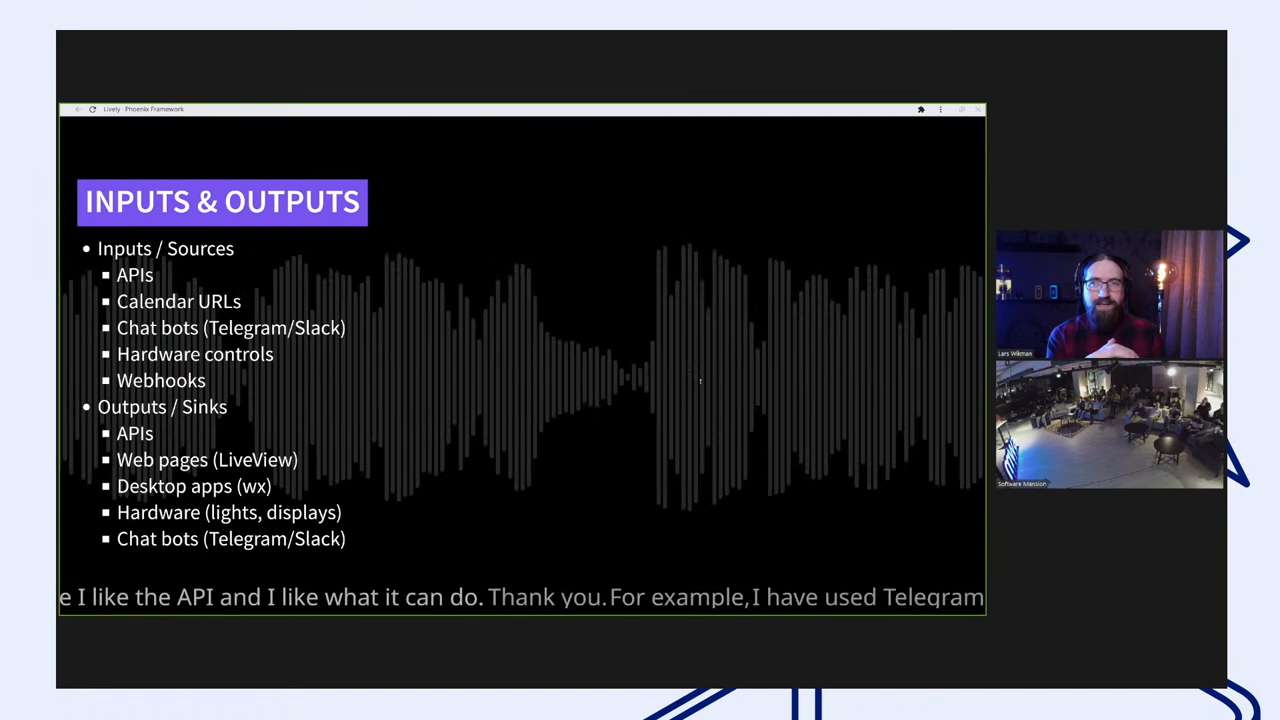 Lively · Phoenix Framework
INPUTS & OUTPUTS
Inputs / Sources
APIs
Calendar URLs
Chat bots (Telegram/Slack)
Hardware controls
Webhooks
Outputs / Sinks
APIs
Web pages (LiveView)
Desktop apps (wx)
Hardware (lights, displays)
Chat bots (Telegram/Slack)
e I like the API and I like what it can do. Thank you. For example, I have used Telegram
Lars Wikman
Software Mansion